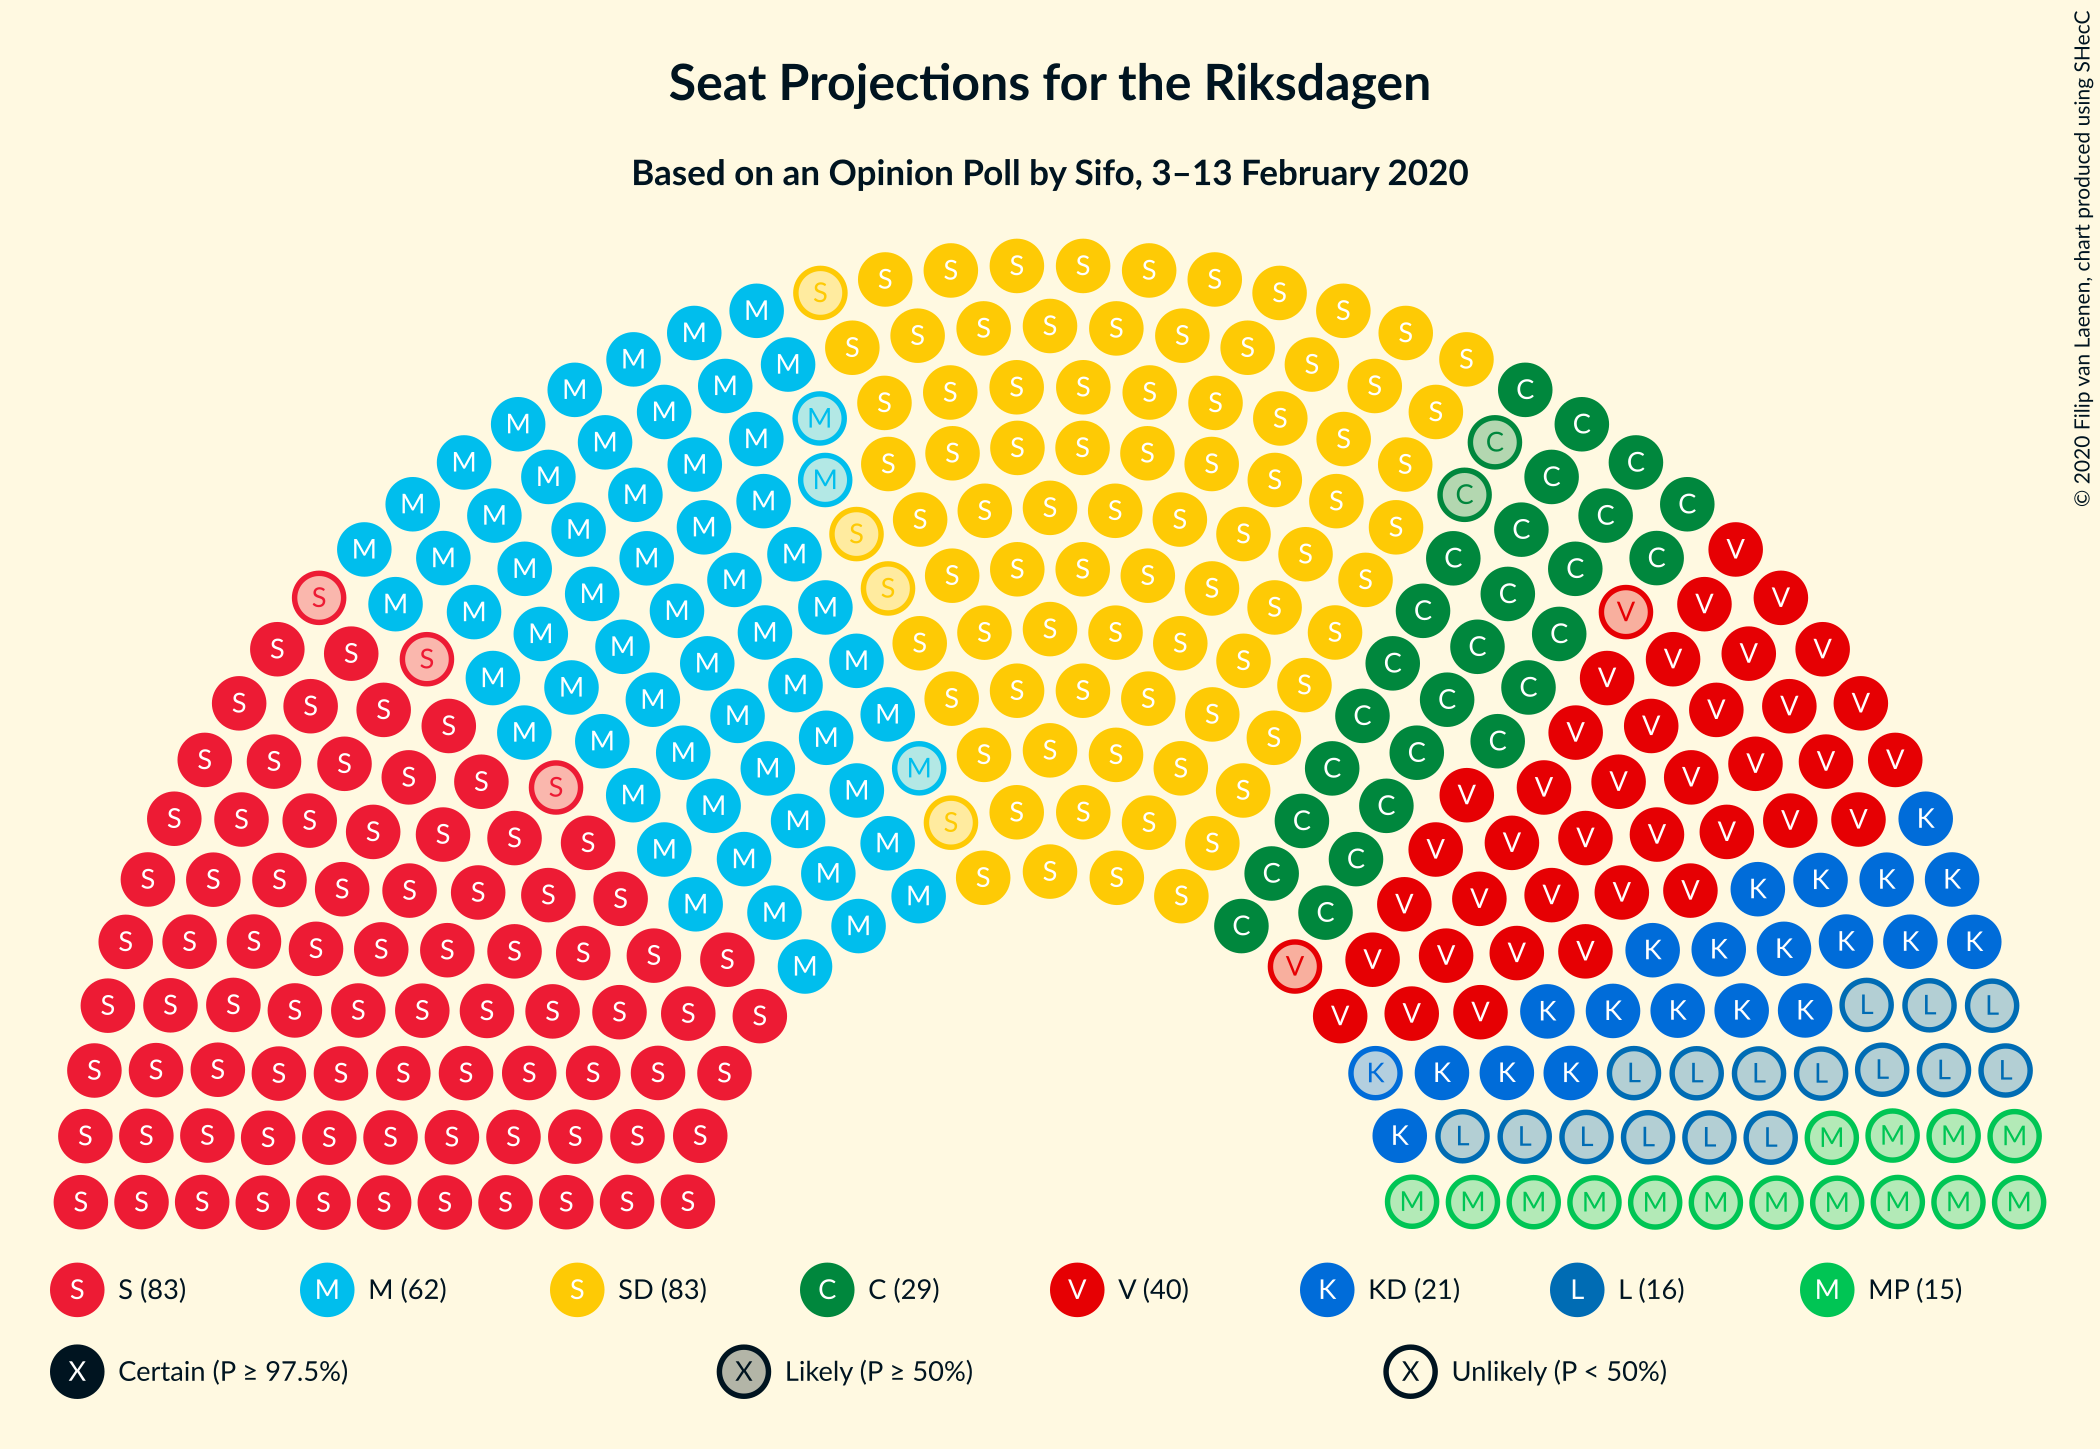 Seat Projections for the Riksdagen
Based on an Opinion Poll by Sifo, 3–13 February 2020
© 2020 Filip van Laenen, chart produced using SHecC
S S (83)
M M (62)
S SD (83)
C C (29)
V V (40)
K KD (21)
L L (16)
M MP (15)
X Certain (P ≥ 97.5%)
X Likely (P ≥ 50%)
X Unlikely (P < 50%)